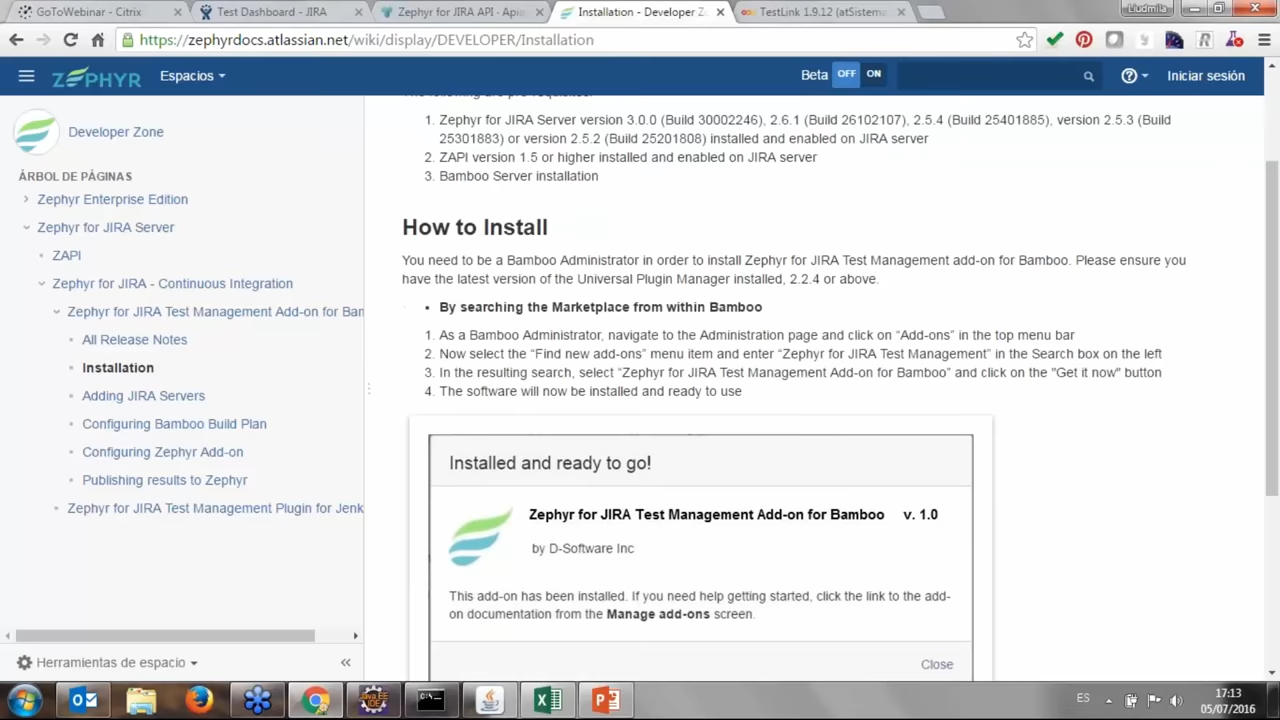 GoToWebinar - Citrix
Test Dashboard - JIRA
Zephyr for JIRA API - Apia
Installation - Developer Z
TestLink 1.9.12 (atSistema
Ludmila
https://zephyrdocs.atlassian.net/wiki/display/DEVELOPER/Installation
ZEPHYR
Espacios
Beta OFF ON
Iniciar sesión
Developer Zone
ÁRBOL DE PÁGINAS
Zephyr Enterprise Edition
Zephyr for JIRA Server
ZAPI
Zephyr for JIRA - Continuous Integration
Zephyr for JIRA Test Management Add-on for Bam
All Release Notes
Installation
Adding JIRA Servers
Configuring Bamboo Build Plan
Configuring Zephyr Add-on
Publishing results to Zephyr
Zephyr for JIRA Test Management Plugin for Jenk
Herramientas de espacio
1. Zephyr for JIRA Server version 3.0.0 (Build 30002246), 2.6.1 (Build 26102107), 2.5.4 (Build 25401885), version 2.5.3 (Build
25301883) or version 2.5.2 (Build 25201808) installed and enabled on JIRA server
2. ZAPI version 1.5 or higher installed and enabled on JIRA server
3. Bamboo Server installation
How to Install
You need to be a Bamboo Administrator in order to install Zephyr for JIRA Test Management add-on for Bamboo. Please ensure you
have the latest version of the Universal Plugin Manager installed, 2.2.4 or above.
• By searching the Marketplace from within Bamboo
1. As a Bamboo Administrator, navigate to the Administration page and click on “Add-ons” in the top menu bar
2. Now select the “Find new add-ons” menu item and enter “Zephyr for JIRA Test Management” in the Search box on the left
3. In the resulting search, select “Zephyr for JIRA Test Management Add-on for Bamboo” and click on the "Get it now" button
4. The software will now be installed and ready to use
Installed and ready to go!
Zephyr for JIRA Test Management Add-on for Bamboo v. 1.0
by D-Software Inc
This add-on has been installed. If you need help getting started, click the link to the add-
on documentation from the Manage add-ons screen.
Close
ES
17:13
05/07/2016